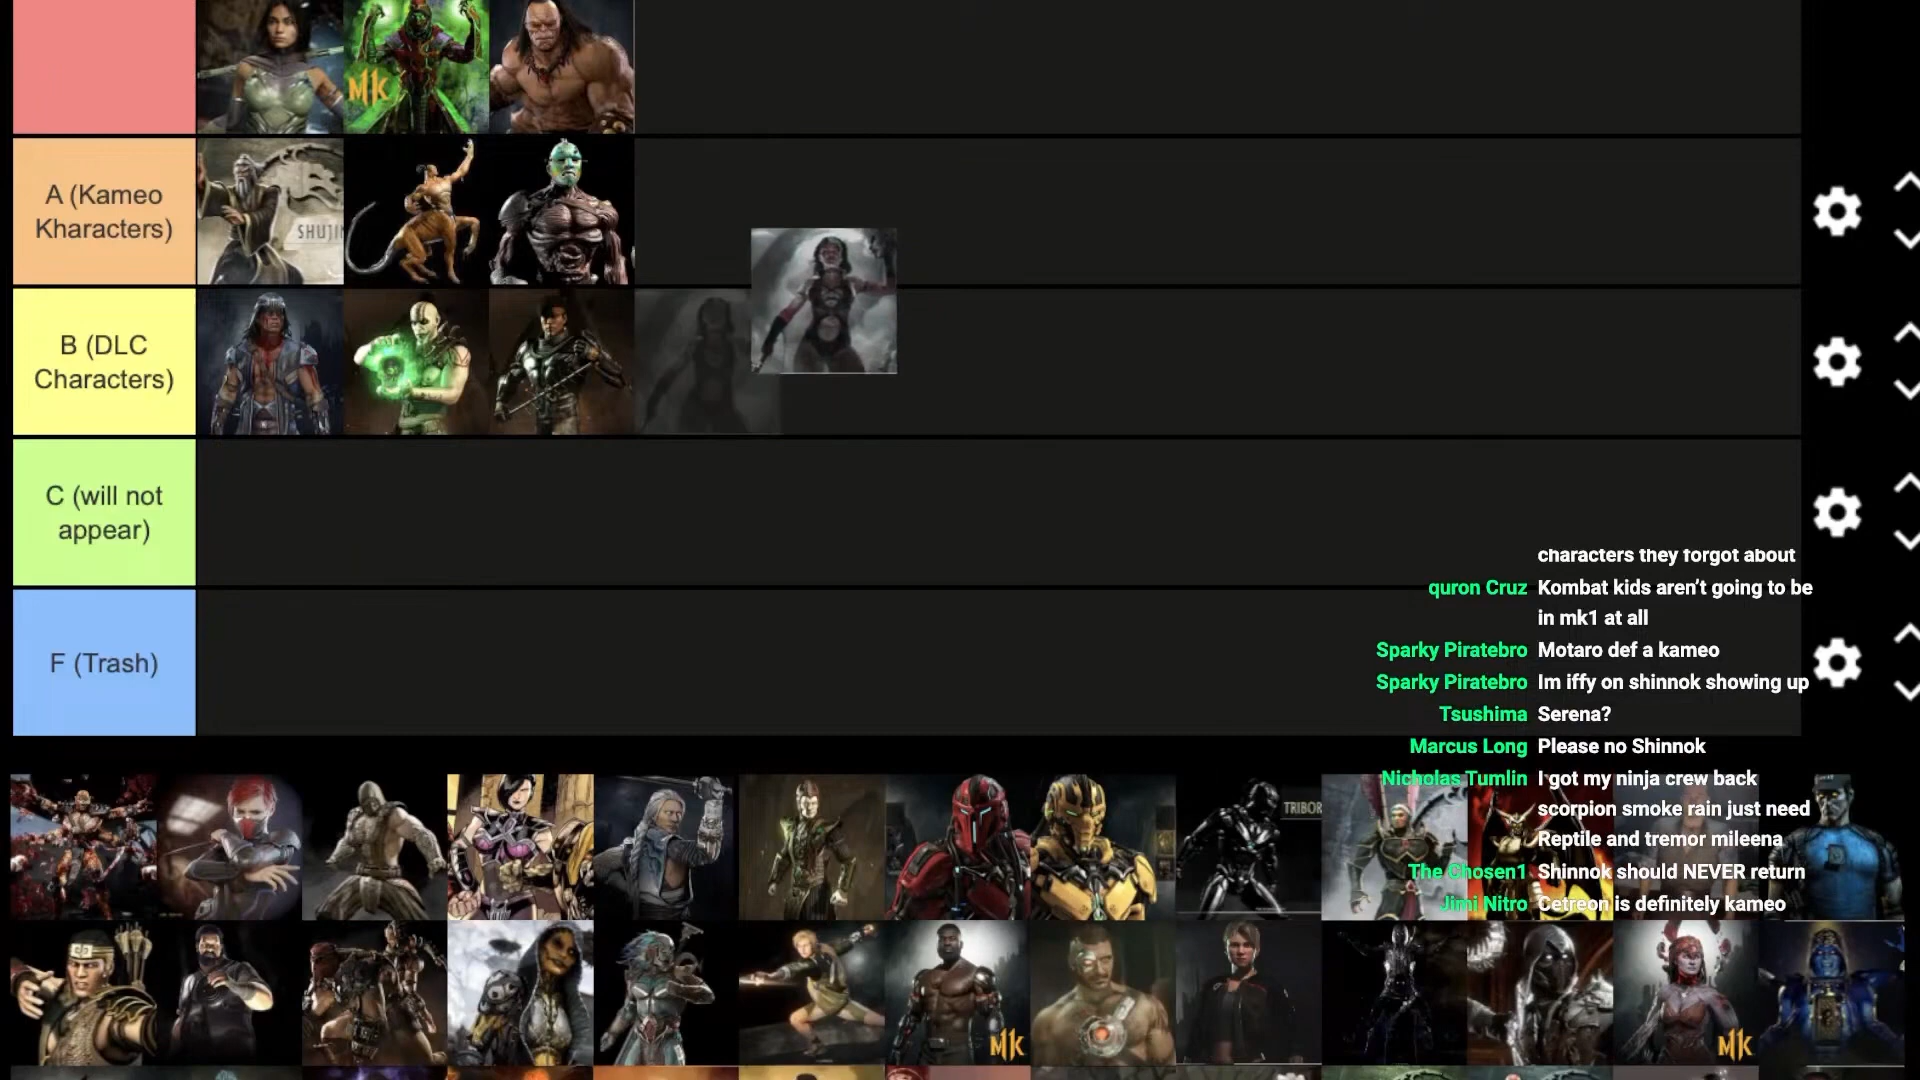 MK
A (Kameo
Kharacters)
SHUJIN
B (DLC
Characters)
C (will not
appear)
characters they forgot about
quron Cruz Kombat kids aren’t going to be
in mk1 at all
F (Trash)
Sparky Piratebro Motaro def a kameo
Sparky Piratebro Im iffy on shinnok showing up
Tsushima Serena?
Marcus Long Please no Shinnok
Nicholas Tumlin I got my ninja crew back
scorpion smoke rain just need
Reptile and tremor mileena
TRIBOR
The Chosen1 Shinnok should NEVER return
Jimi Nitro Cetreon is definitely kameo
MK
MK